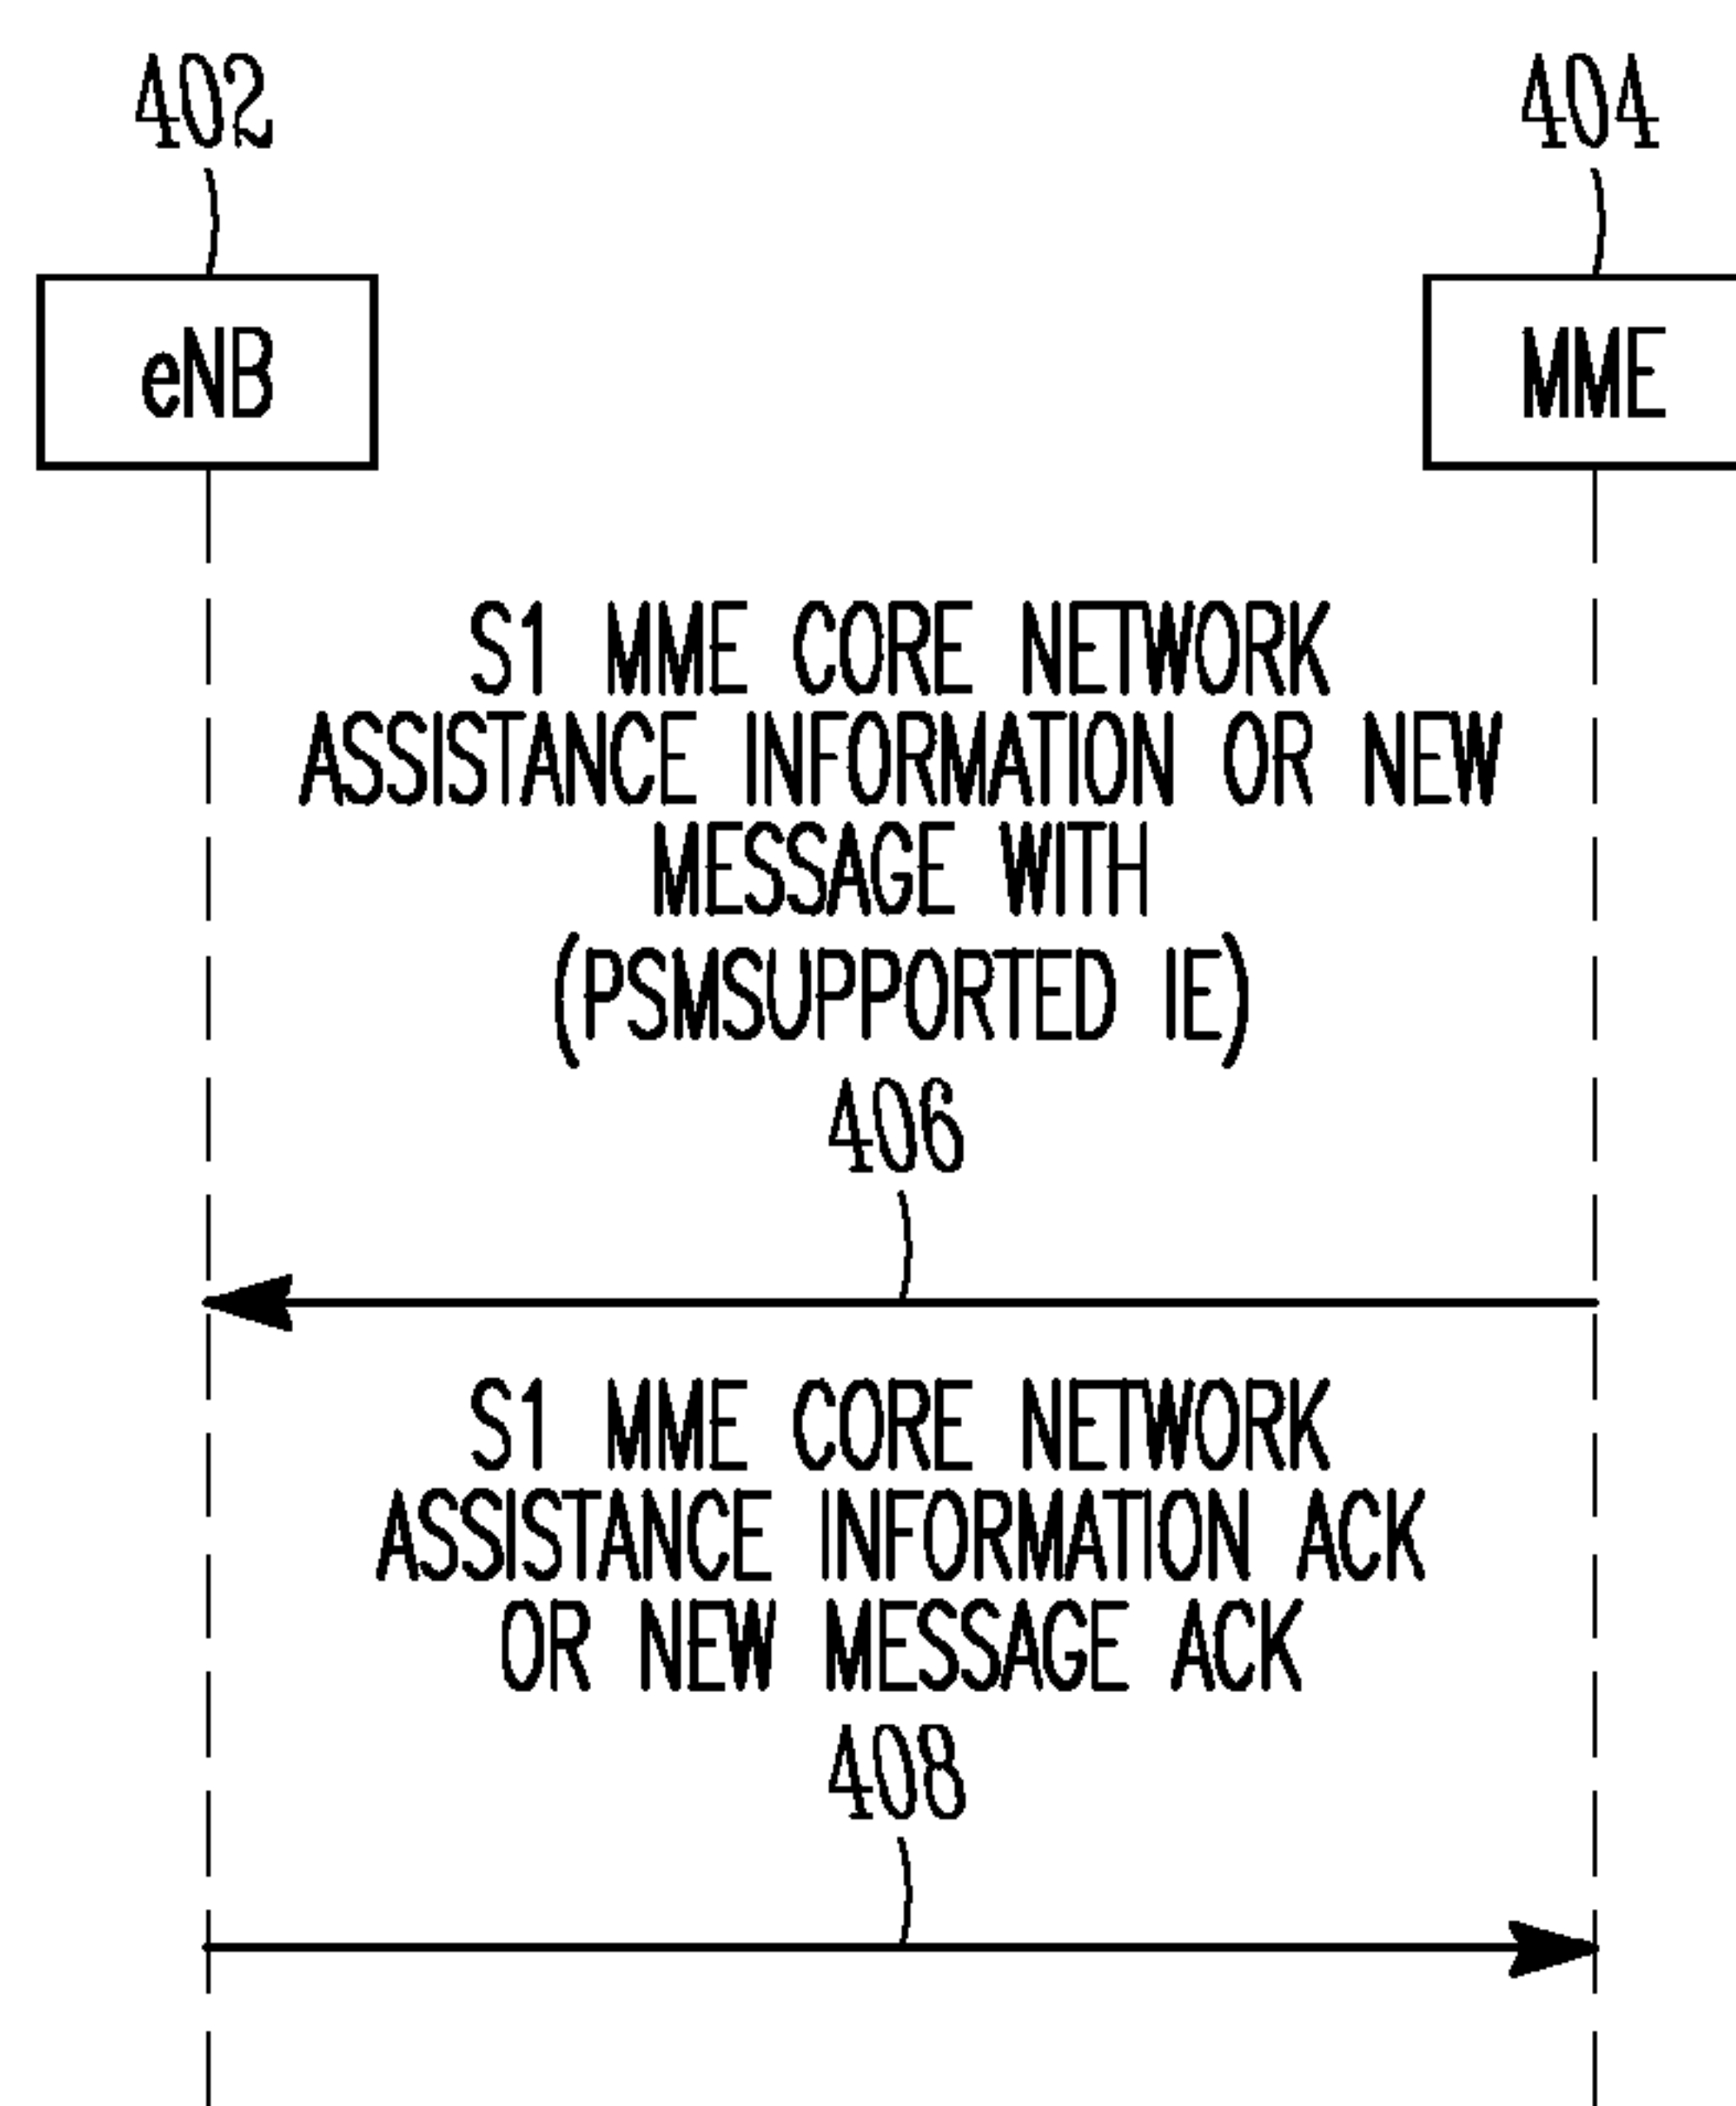 402
404
eNB
MME
S1 MME CORE NETWORK
ASSISTANCE INFORMATION OR NEW
MESSAGE WITH
(PSMSUPPORTED IE)
406
S1 MME CORE NETWORK
ASSISTANCE INFORMATION ACK
OR NEW MESSAGE ACK
408